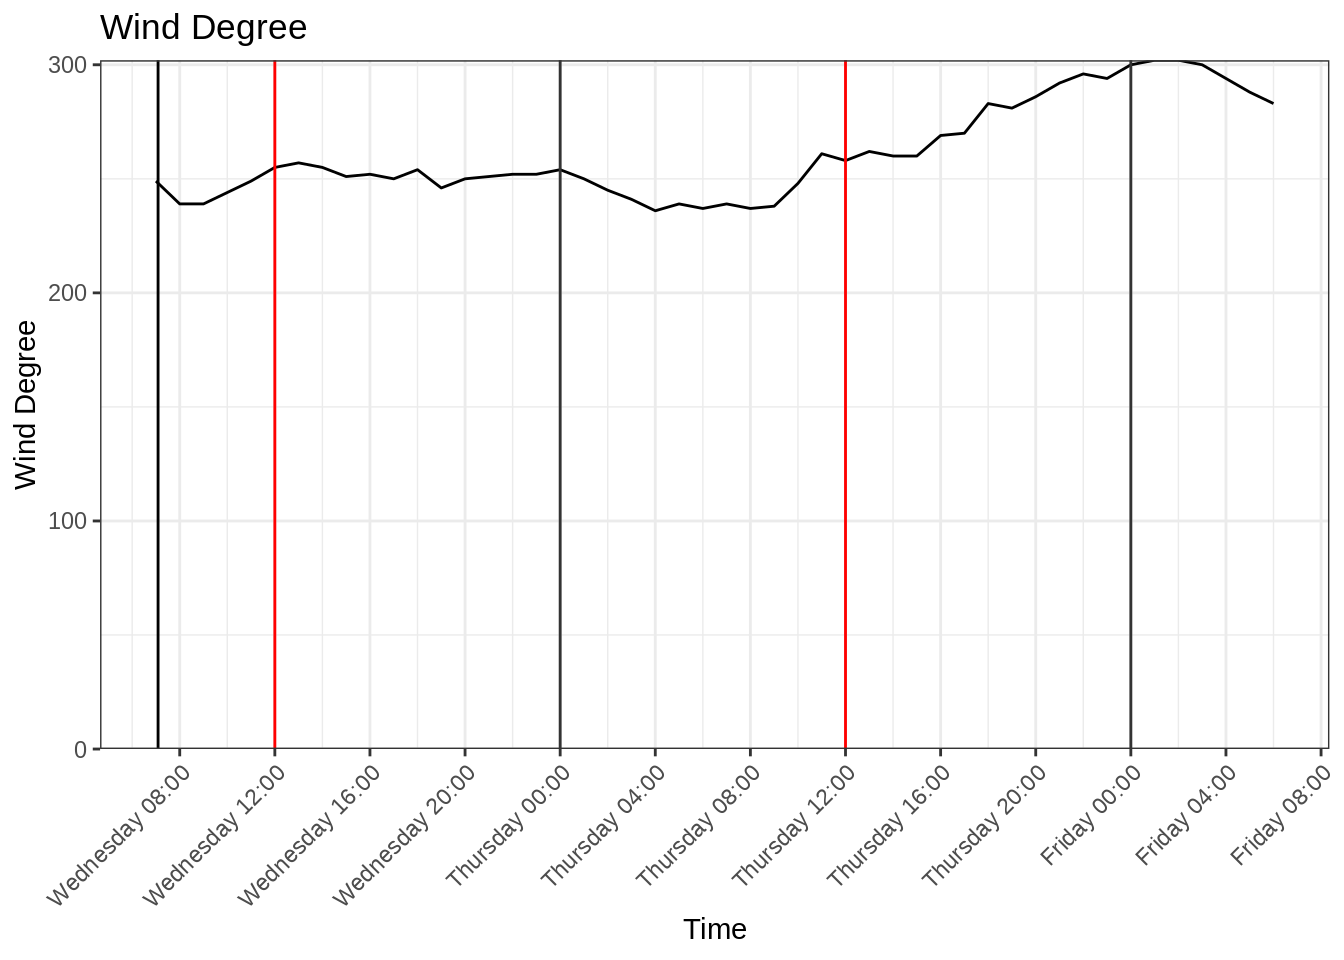 Wind Degree
300
200
100
0
Wind Degree
Wednesday 08:00
Wednesday 12:00
Wednesday 16:00
Wednesday 20:00
Thursday 00:00
Thursday 04:00
Thursday 08:00
Thursday 12:00
Thursday 16:00
Thursday 20:00
Friday 00:00
Friday 04:00
Friday 08:00
Time